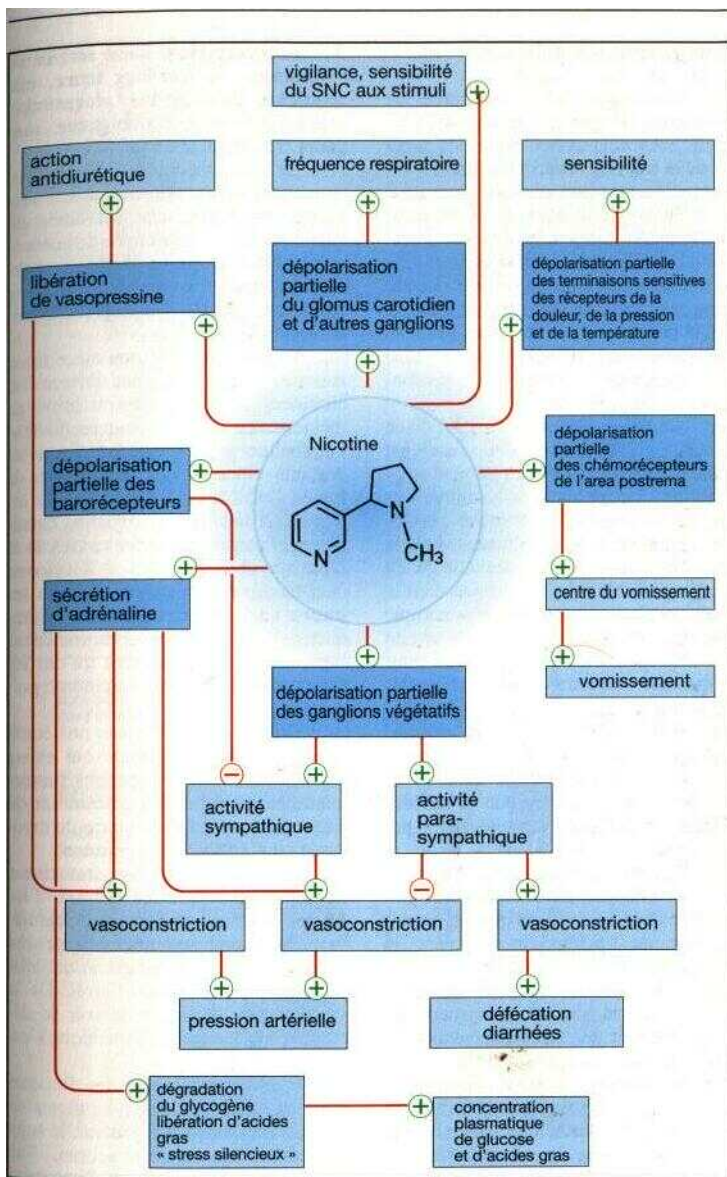 vigilance, sensibilité
du SNC aux stimuli
+
action
antidiurétique
fréquence respiratoire
sensibilité
+
+
+
libération
de vasopressine
dépolarisation
partielle
du glomus carotidien
et d'autres ganglions
dépolarisation partielle
des terminaisons sensitives
des récepteurs de la
douleur, de la pression
et de la température
+
+
+
Nicotine
N
N
CH3
dépolarisation
partielle des
barorécepteurs
+
dépolarisation
partielle
des chémorécepteurs
de l'area postrema
+
sécrétion
d'adrénaline
+
+
centre du vomissement
+
vomissement
+
dépolarisation partielle
des ganglions végétatifs
−
+
+
activité
sympathique
activité
para-
sympathique
+
+
−
+
vasoconstriction
vasoconstriction
vasoconstriction
+
+
+
pression artérielle
défécation
diarrhées
+
dégradation
du glycogène
libération d'acides
gras
« stress silencieux »
+
concentration
plasmatique
de glucose
et d'acides gras